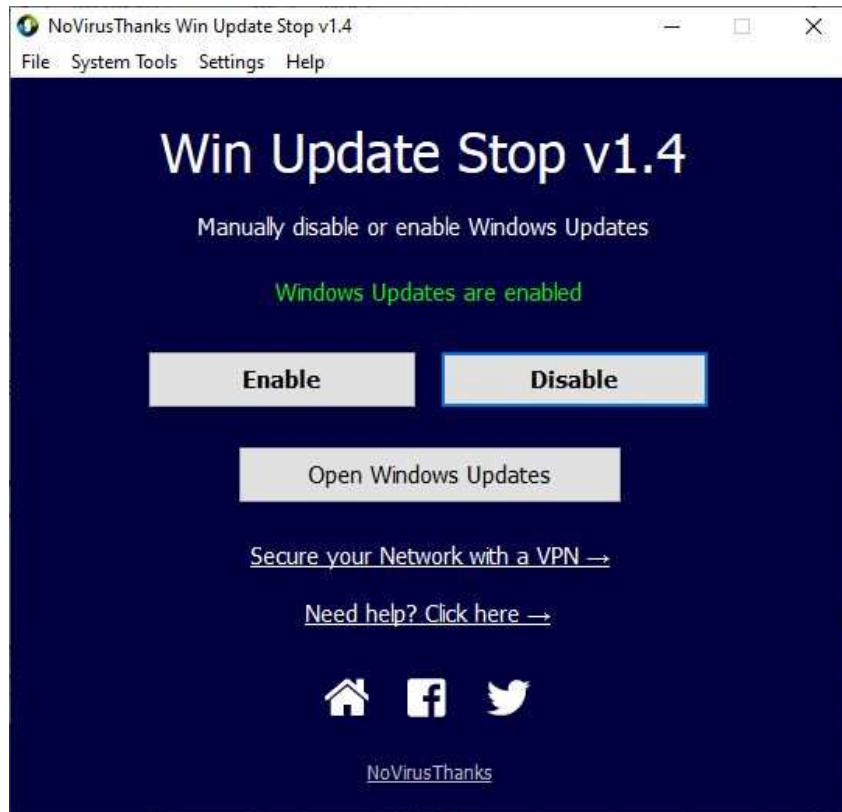 NoVirusThanks Win Update Stop v1.4
File System Tools Settings Help
Win Update Stop v1.4
Manually disable or enable Windows Updates
Windows Updates are enabled
Enable Disable
Open Windows Updates
Secure your Network with a VPN →
Need help? Click here →
NoVirusThanks